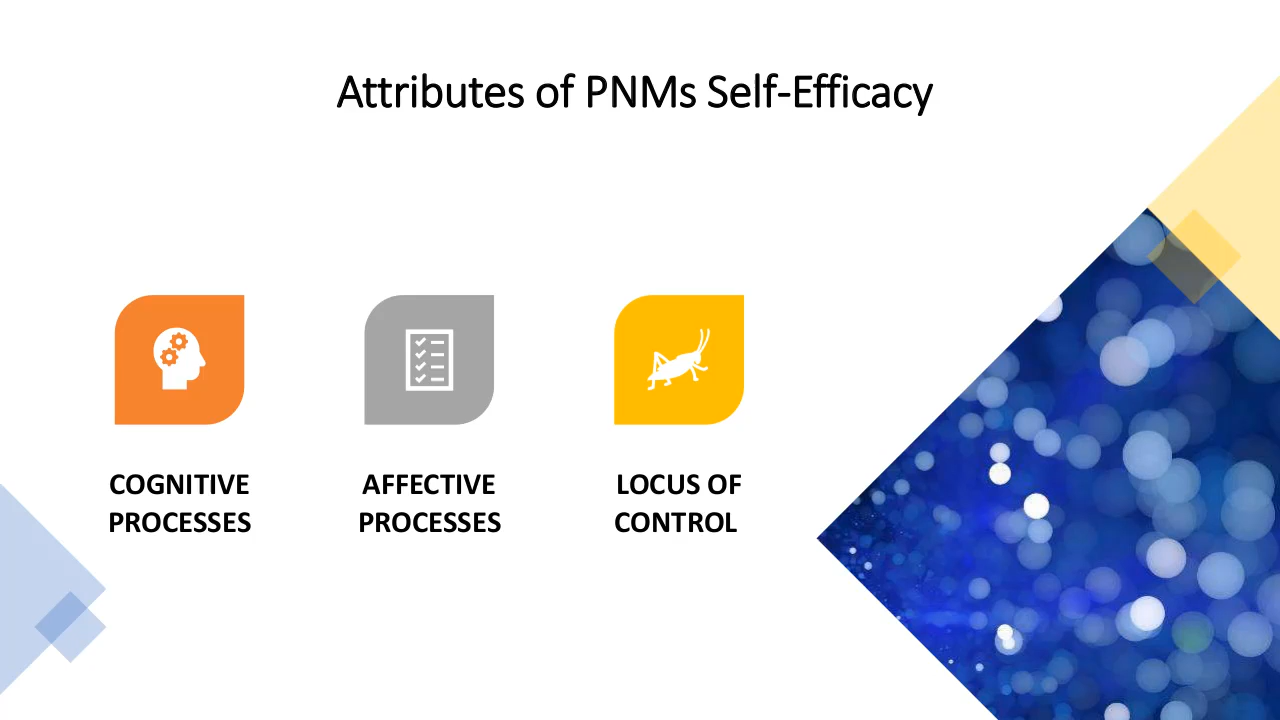 Attributes of PNMs Self-Efficacy
COGNITIVE
PROCESSES
AFFECTIVE
PROCESSES
LOCUS OF
CONTROL